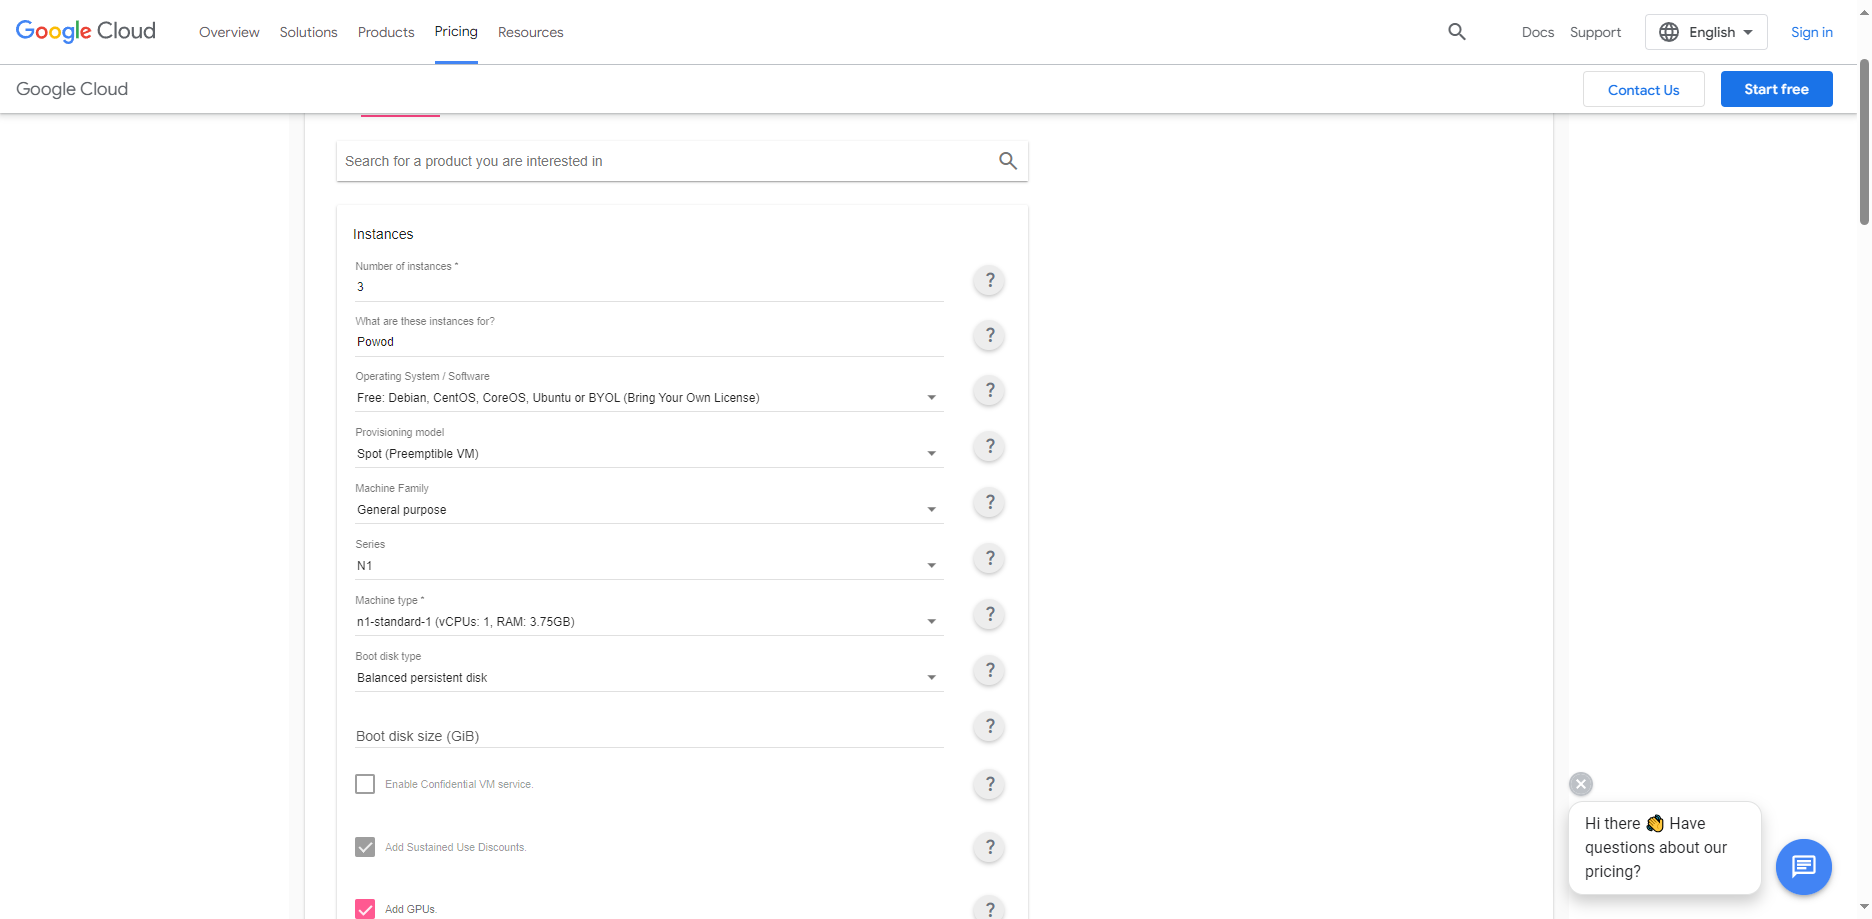 Google Cloud
Overview
Solutions
Products
Pricing
Resources
Docs
Support
English
Sign in
Google Cloud
Contact Us
Start free
Search for a product you are interested in
Instances
Number of instances *
3
?
What are these instances for?
Powod
?
Operating System / Software
Free: Debian, CentOS, CoreOS, Ubuntu or BYOL (Bring Your Own License)
?
Provisioning model
Spot (Preemptible VM)
?
Machine Family
General purpose
?
Series
N1
?
Machine type *
n1-standard-1 (vCPUs: 1, RAM: 3.75GB)
?
Boot disk type
Balanced persistent disk
?
Boot disk size (GiB)
?
Enable Confidential VM service.
?
Add Sustained Use Discounts.
?
Add GPUs.
?
Hi there 👋 Have
questions about our
pricing?